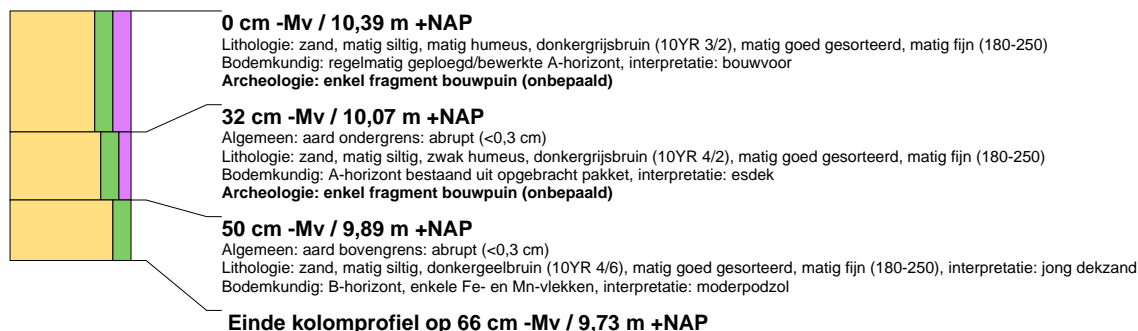 0 cm -Mv / 10,39 m +NAP
Lithologie: zand, matig siltig, matig humeus, donkergrijsbruin (10YR 3/2), matig goed gesorteerd, matig fijn (180-250)
Bodemkundig: regelmatig geploegd/bewerkte A-horizont, interpretatie: bouwvoor
Archeologie: enkel fragment bouwpuin (onbepaald)
32 cm -Mv / 10,07 m +NAP
Algemeen: aard ondergrens: abrupt (<0,3 cm)
Lithologie: zand, matig siltig, zwak humeus, donkergrijsbruin (10YR 4/2), matig goed gesorteerd, matig fijn (180-250)
Bodemkundig: A-horizont bestaand uit opgebracht pakket, interpretatie: esdek
Archeologie: enkel fragment bouwpuin (onbepaald)
50 cm -Mv / 9,89 m +NAP
Algemeen: aard bovengrens: abrupt (<0,3 cm)
Lithologie: zand, matig siltig, donkergeelbruin (10YR 4/6), matig goed gesorteerd, matig fijn (180-250), interpretatie: jong dekzand
Bodemkundig: B-horizont, enkele Fe- en Mn-vlekken, interpretatie: moderpodzol
Einde kolomprofiel op 66 cm -Mv / 9,73 m +NAP